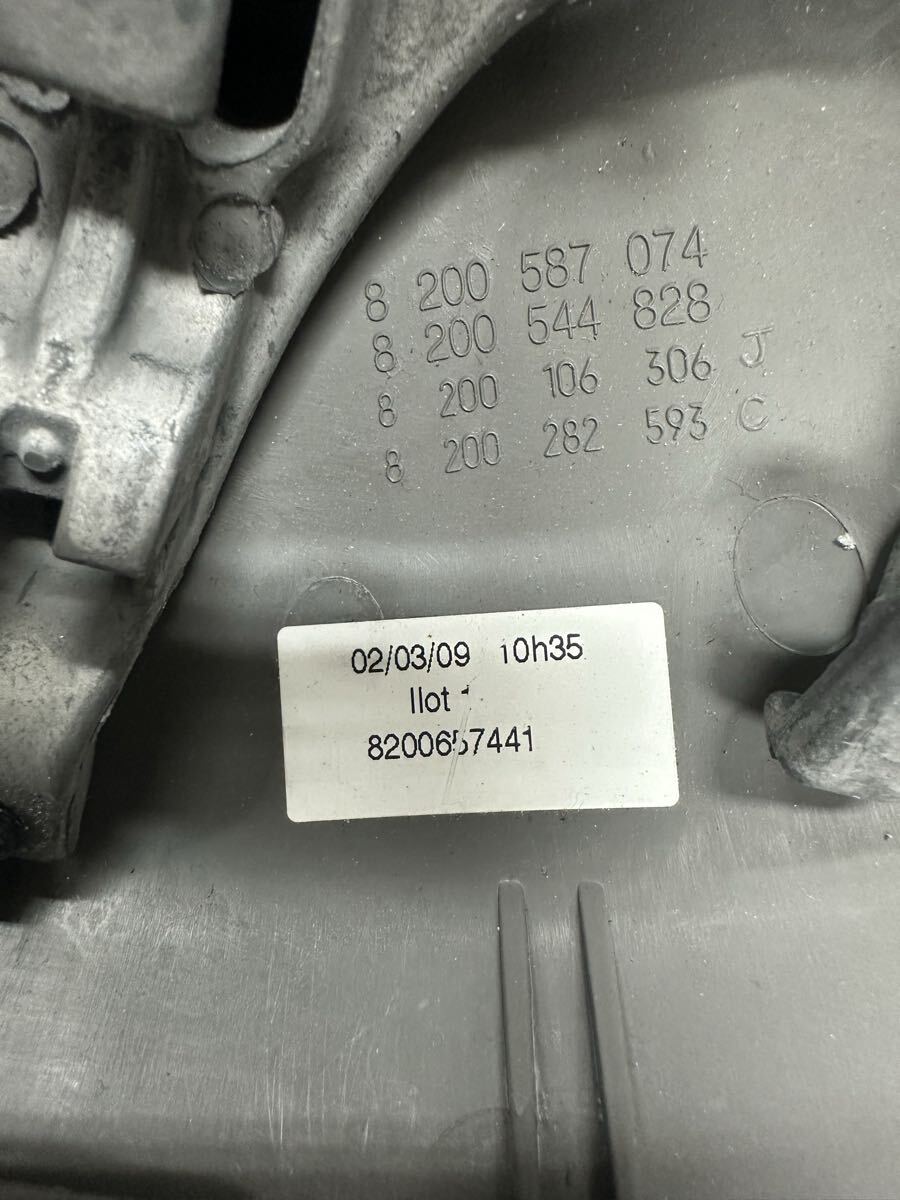 8 200 587 074
8 200 544 828
8 200 106 306 J
8 200 282 593 C
02/03/09 10h35
Ilot 1
8200657441